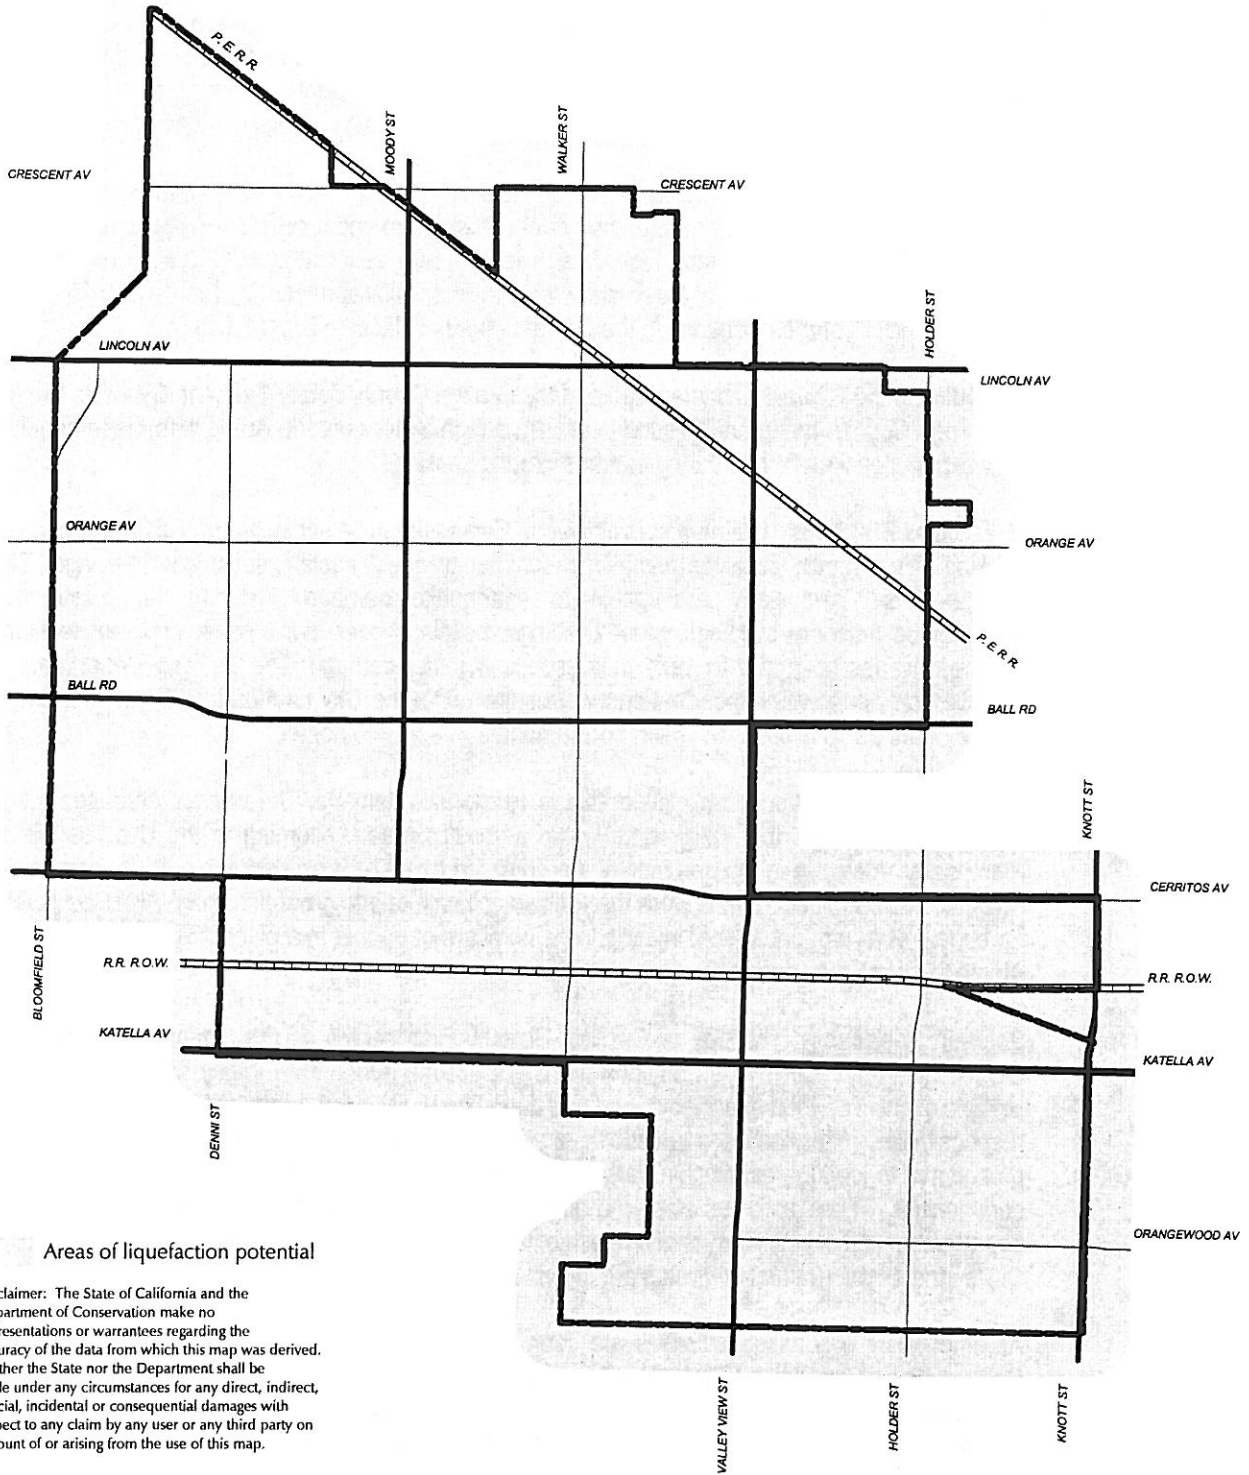 P.E.R.R.
MOODY ST
WALKER ST
CRESCENT AV
CRESCENT AV
HOLDER ST
LINCOLN AV
LINCOLN AV
ORANGE AV
ORANGE AV
P.E.R.R.
BALL RD
BALL RD
KNOTT ST
CERRITOS AV
BLOOMFIELD ST
R.R. R.O.W.
R.R. R.O.W.
KATELLA AV
KATELLA AV
DENNI ST
ORANGEWOOD AV
VALLEY VIEW ST
HOLDER ST
KNOTT ST
Areas of liquefaction potential
claimer: The State of California and the
partment of Conservation make no
resentations or warrantees regarding the
uracy of the data from which this map was derived.
ther the State nor the Department shall be
le under any circumstances for any direct, indirect,
cial, incidental or consequential damages with
pect to any claim by any user or any third party on
ount of or arising from the use of this map.